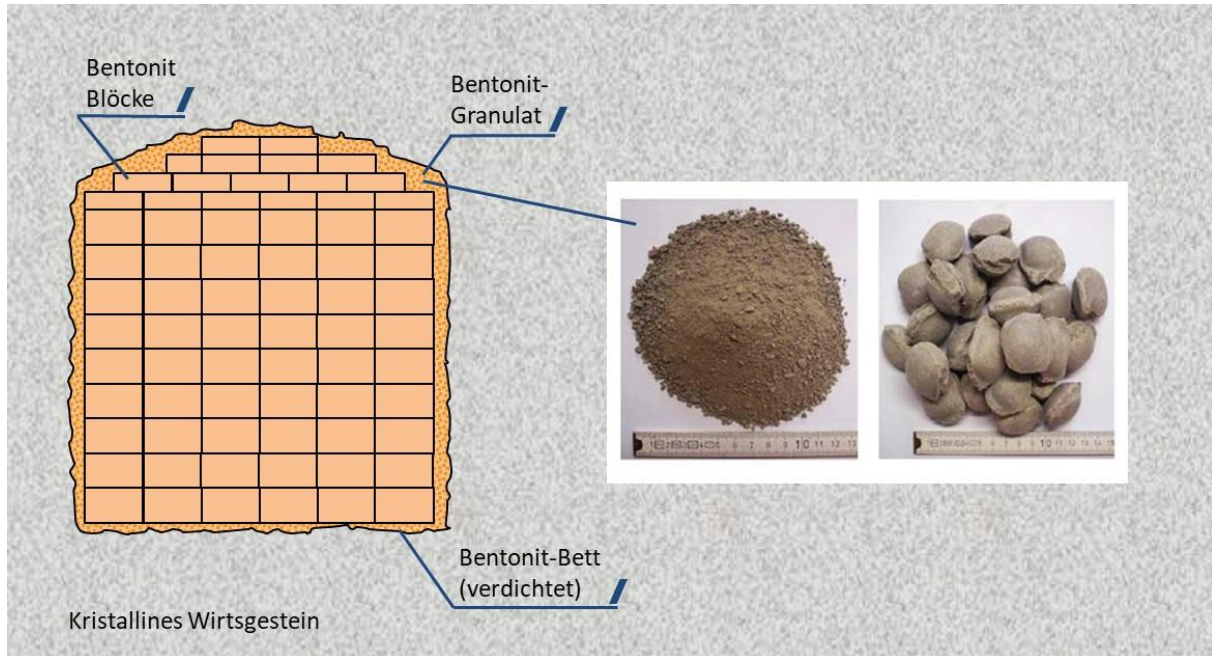 Bentonit
Blöcke
Bentonit-
Granulat
Bentonit-Bett
(verdichtet)
Kristallines Wirtsgestein